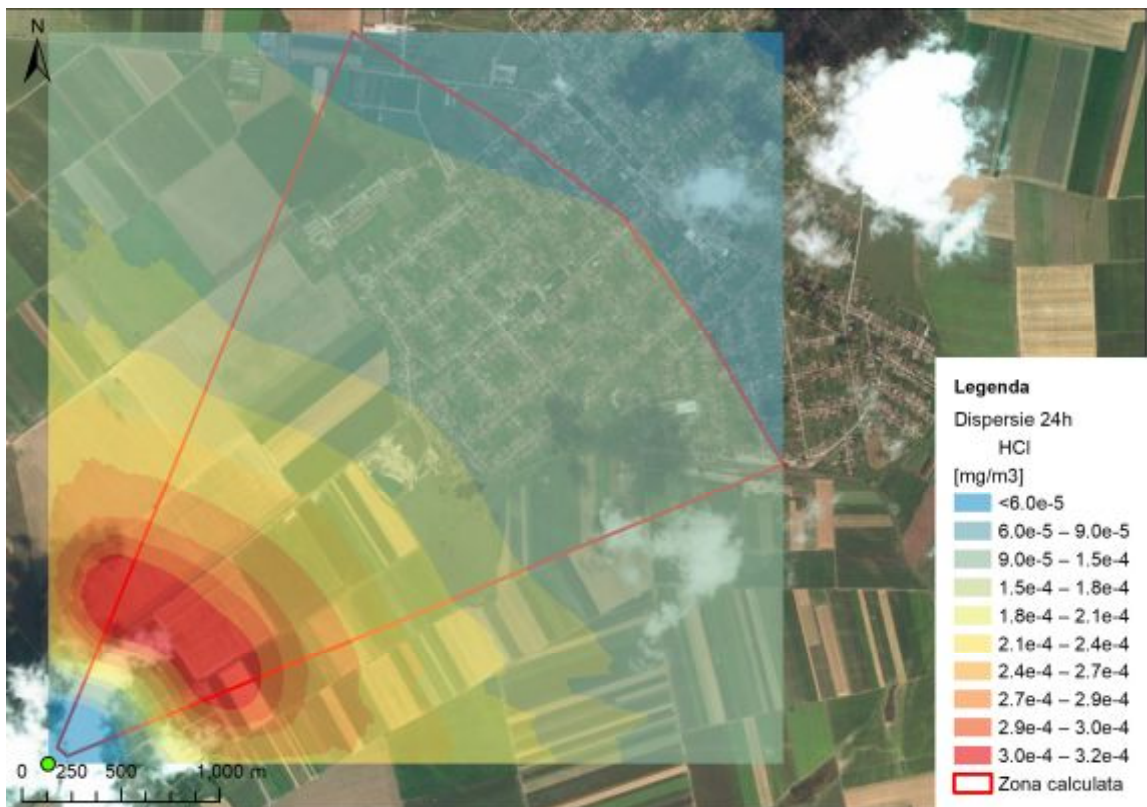 N
0 250 500 1,000 m
Legenda
Dispersie 24h
HCl
[mg/m3]
<6.0e-5
6.0e-5 – 9.0e-5
9.0e-5 – 1.5e-4
1.5e-4 – 1.8e-4
1.8e-4 – 2.1e-4
2.1e-4 – 2.4e-4
2.4e-4 – 2.7e-4
2.7e-4 – 2.9e-4
2.9e-4 – 3.0e-4
3.0e-4 – 3.2e-4
Zona calculata